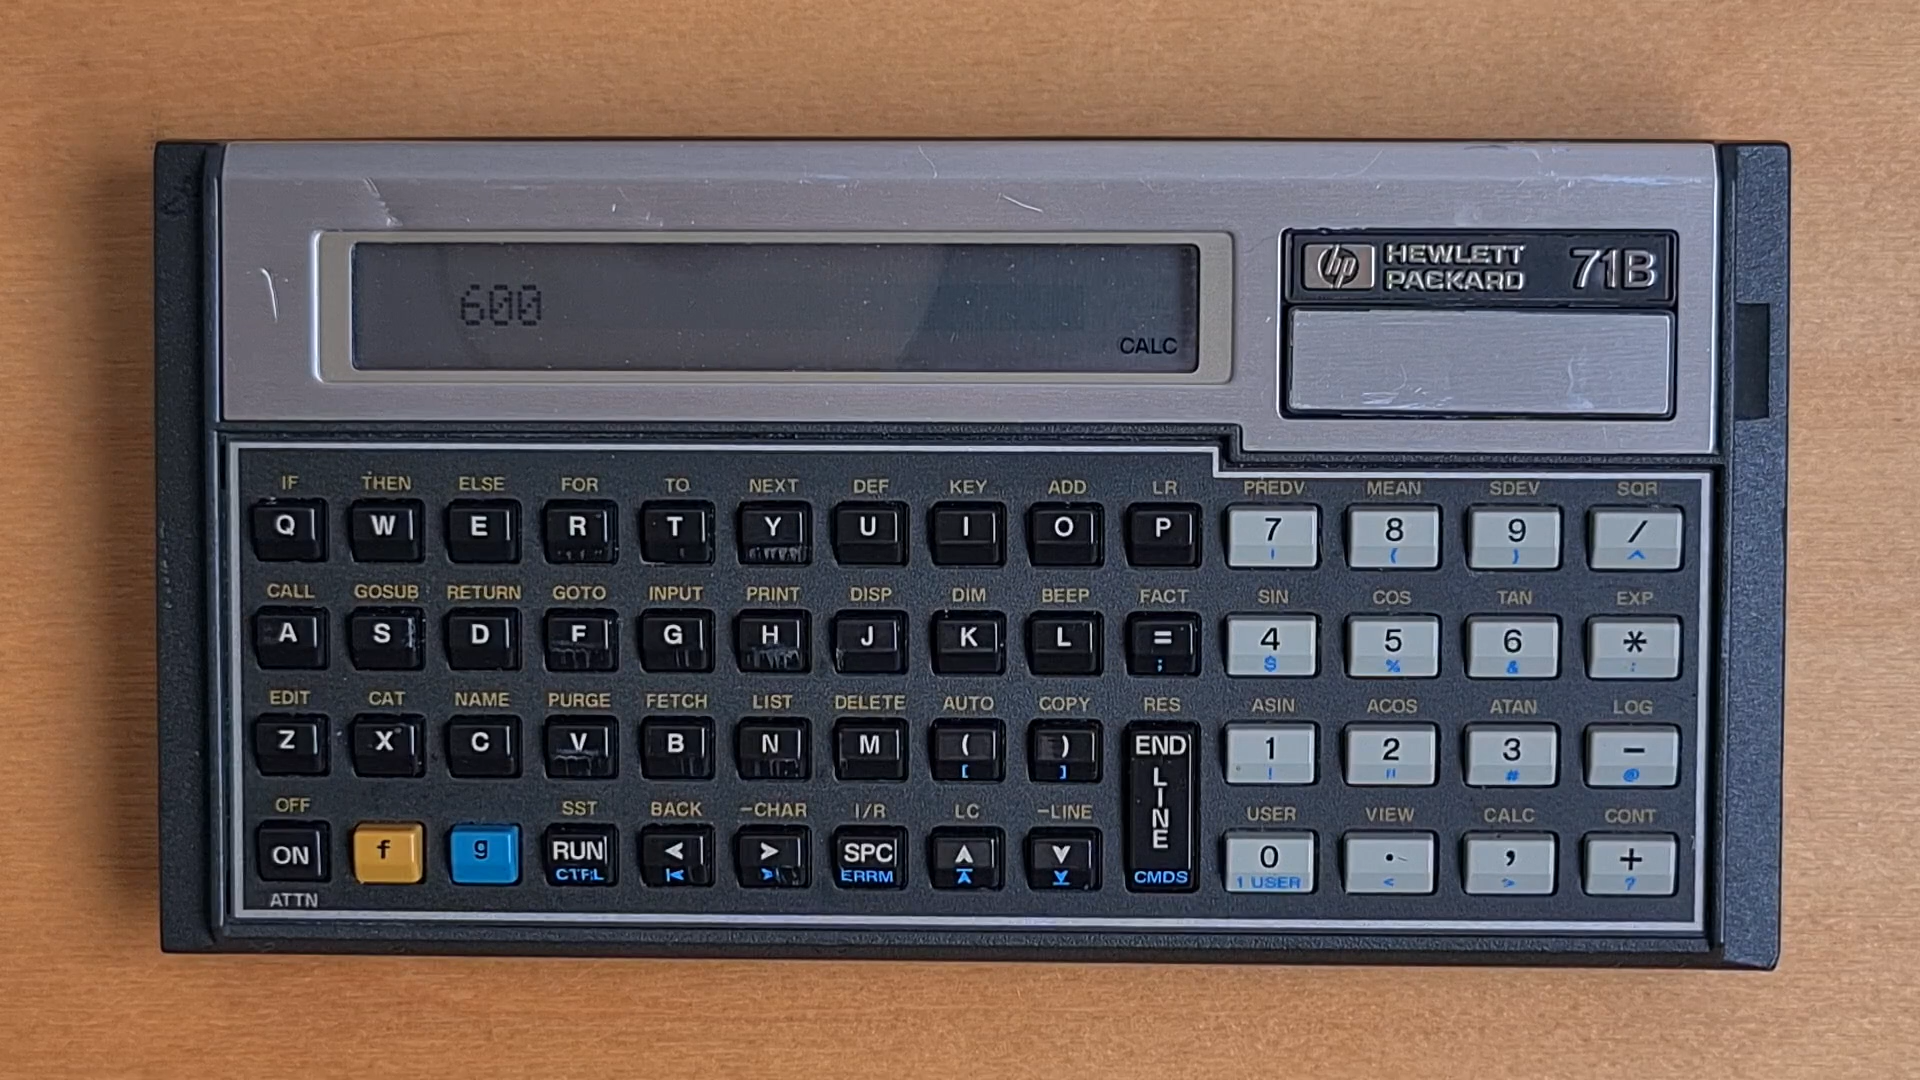 600
CALC
hp HEWLETT PACKARD 71B
IF THEN ELSE FOR TO NEXT DEF KEY ADD LR PREDV MEAN SDEV SQR
Q W E R T Y U I O P 7 8 9 /
( ) ^
CALL GOSUB RETURN GOTO INPUT PRINT DISP DIM BEEP FACT SIN COS TAN EXP
A S D F G H J K L = 4 5 6 *
; $ % & :
EDIT CAT NAME PURGE FETCH LIST DELETE AUTO COPY RES ASIN ACOS ATAN LOG
Z X C V B N M ( ) END LINE 1 2 3 -
[ ] ! " # @
OFF SST BACK -CHAR I/R LC -LINE USER VIEW CALC CONT
ON f g RUN < > SPC 0 . , +
CTRL ERRM CMDS 1 USER < > ?
ATTN